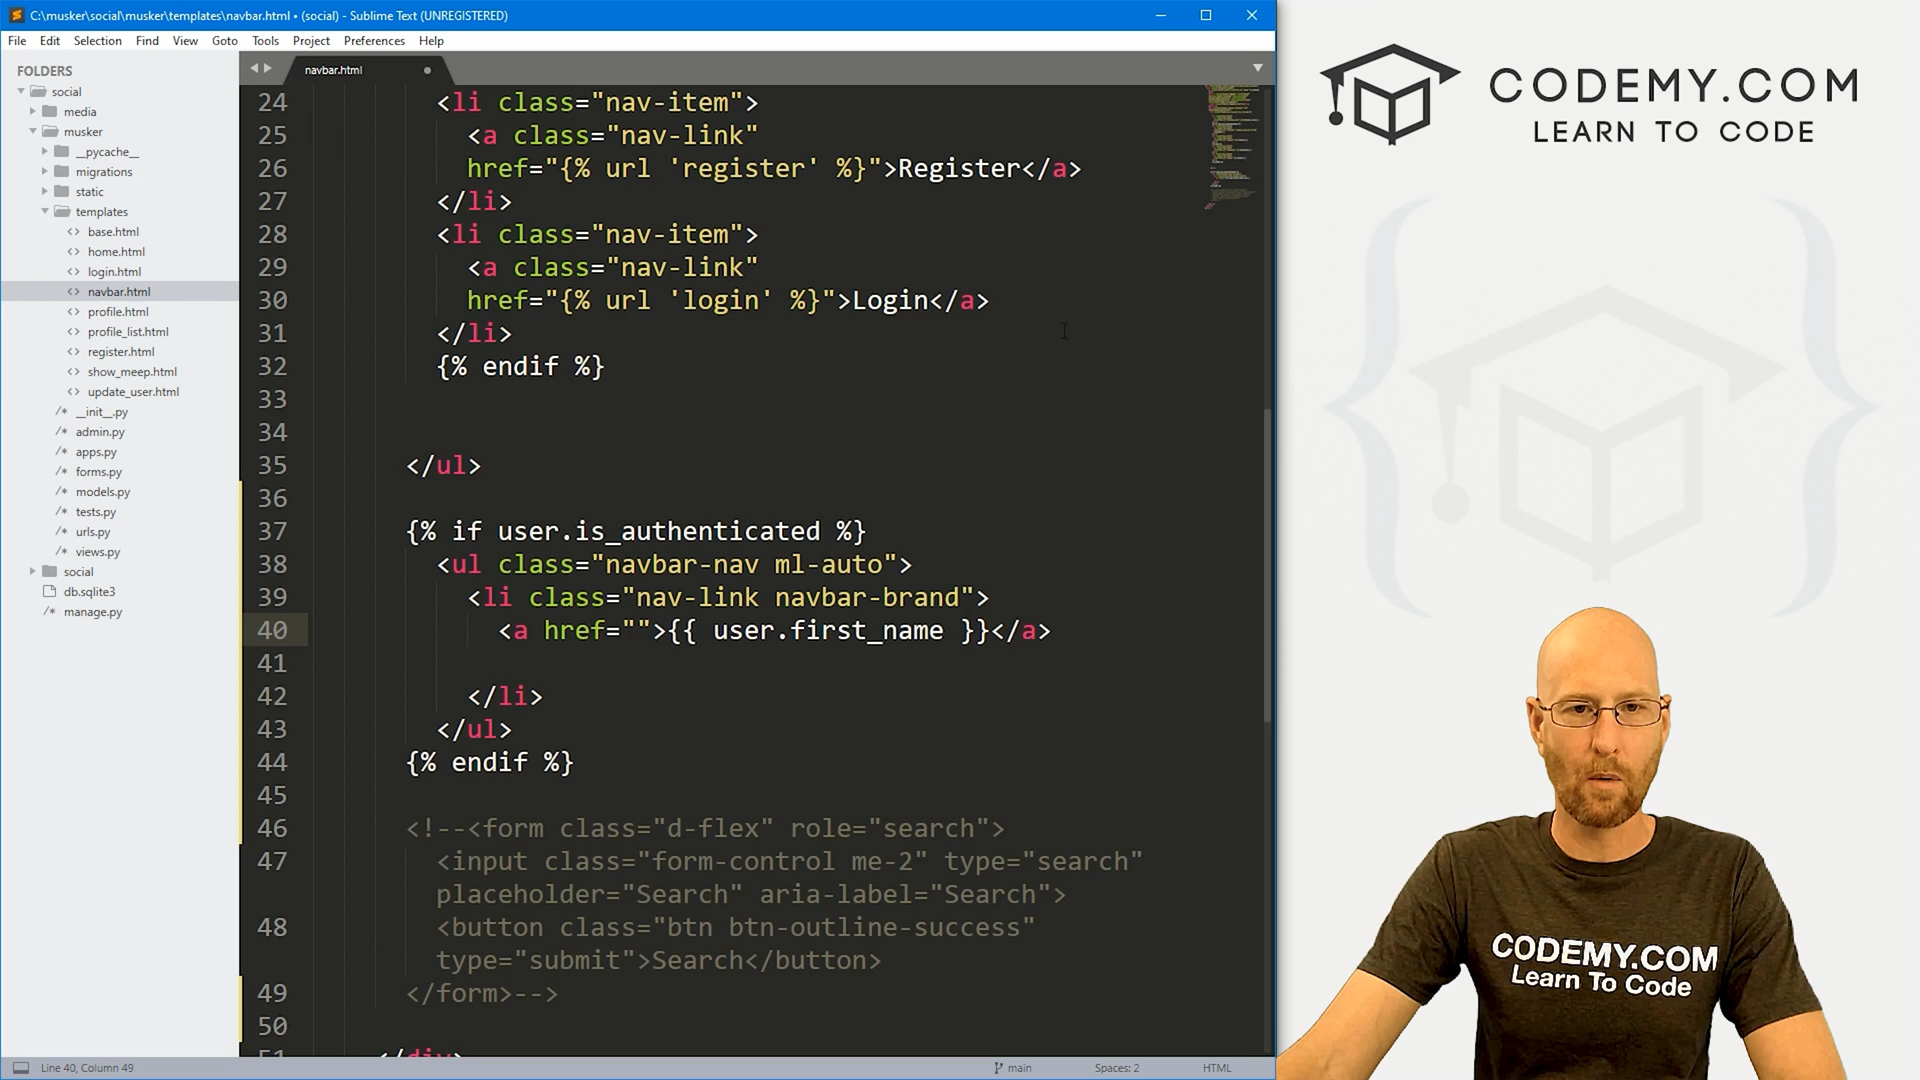 C:\musker\social\musker\templates\navbar.html • (social) - Sublime Text (UNREGISTERED)
File Edit Selection Find View Goto Tools Project Preferences Help
FOLDERS
social
media
musker
__pycache__
migrations
static
templates
base.html
home.html
login.html
navbar.html
profile.html
profile_list.html
register.html
show_meep.html
update_user.html
__init__.py
admin.py
apps.py
forms.py
models.py
tests.py
urls.py
views.py
social
db.sqlite3
manage.py
navbar.html
24 <li class="nav-item">
25 <a class="nav-link"
26 href="{% url 'register' %}">Register</a>
27 </li>
28 <li class="nav-item">
29 <a class="nav-link"
30 href="{% url 'login' %}">Login</a>
31 </li>
32 {% endif %}
33
34
35 </ul>
36
37 {% if user.is_authenticated %}
38 <ul class="navbar-nav ml-auto">
39 <li class="nav-link navbar-brand">
40 <a href="">{{ user.first_name }}</a>
41
42 </li>
43 </ul>
44 {% endif %}
45
46 <!--<form class="d-flex" role="search">
47 <input class="form-control me-2" type="search"
placeholder="Search" aria-label="Search">
48 <button class="btn btn-outline-success"
type="submit">Search</button>
49 </form>-->
50
51 </div>
Line 40, Column 49
main
Spaces: 2
HTML
CODEMY.COM
LEARN TO CODE
CODEMY.COM
Learn To Code